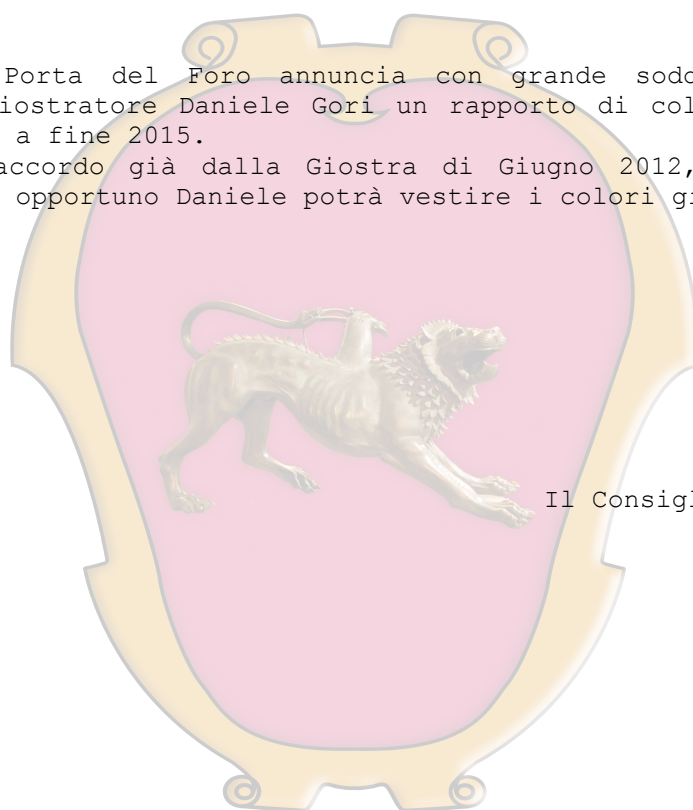 Porta del Foro annuncia con grande sodd
iostratore Daniele Gori un rapporto di col
a fine 2015.
accordo già dalla Giostra di Giugno 2012,
opportuno Daniele potrà vestire i colori gi
Il Consigl